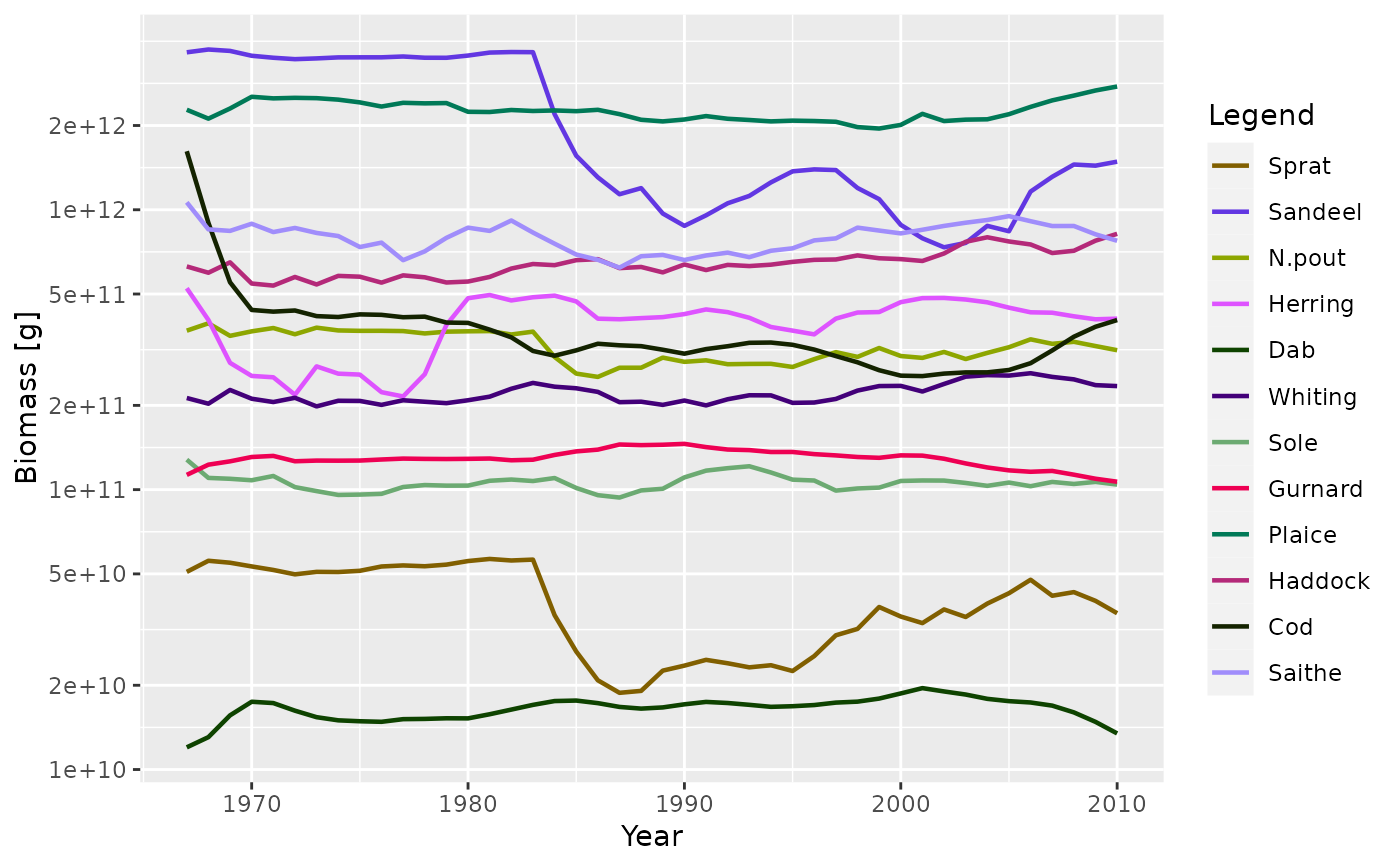 Biomass [g]
2e+12
1e+12
5e+11
2e+11
1e+11
5e+10
2e+10
1e+10
1970 1980 1990 2000 2010
Year
Legend
Sprat
Sandeel
N.pout
Herring
Dab
Whiting
Sole
Gurnard
Plaice
Haddock
Cod
Saithe